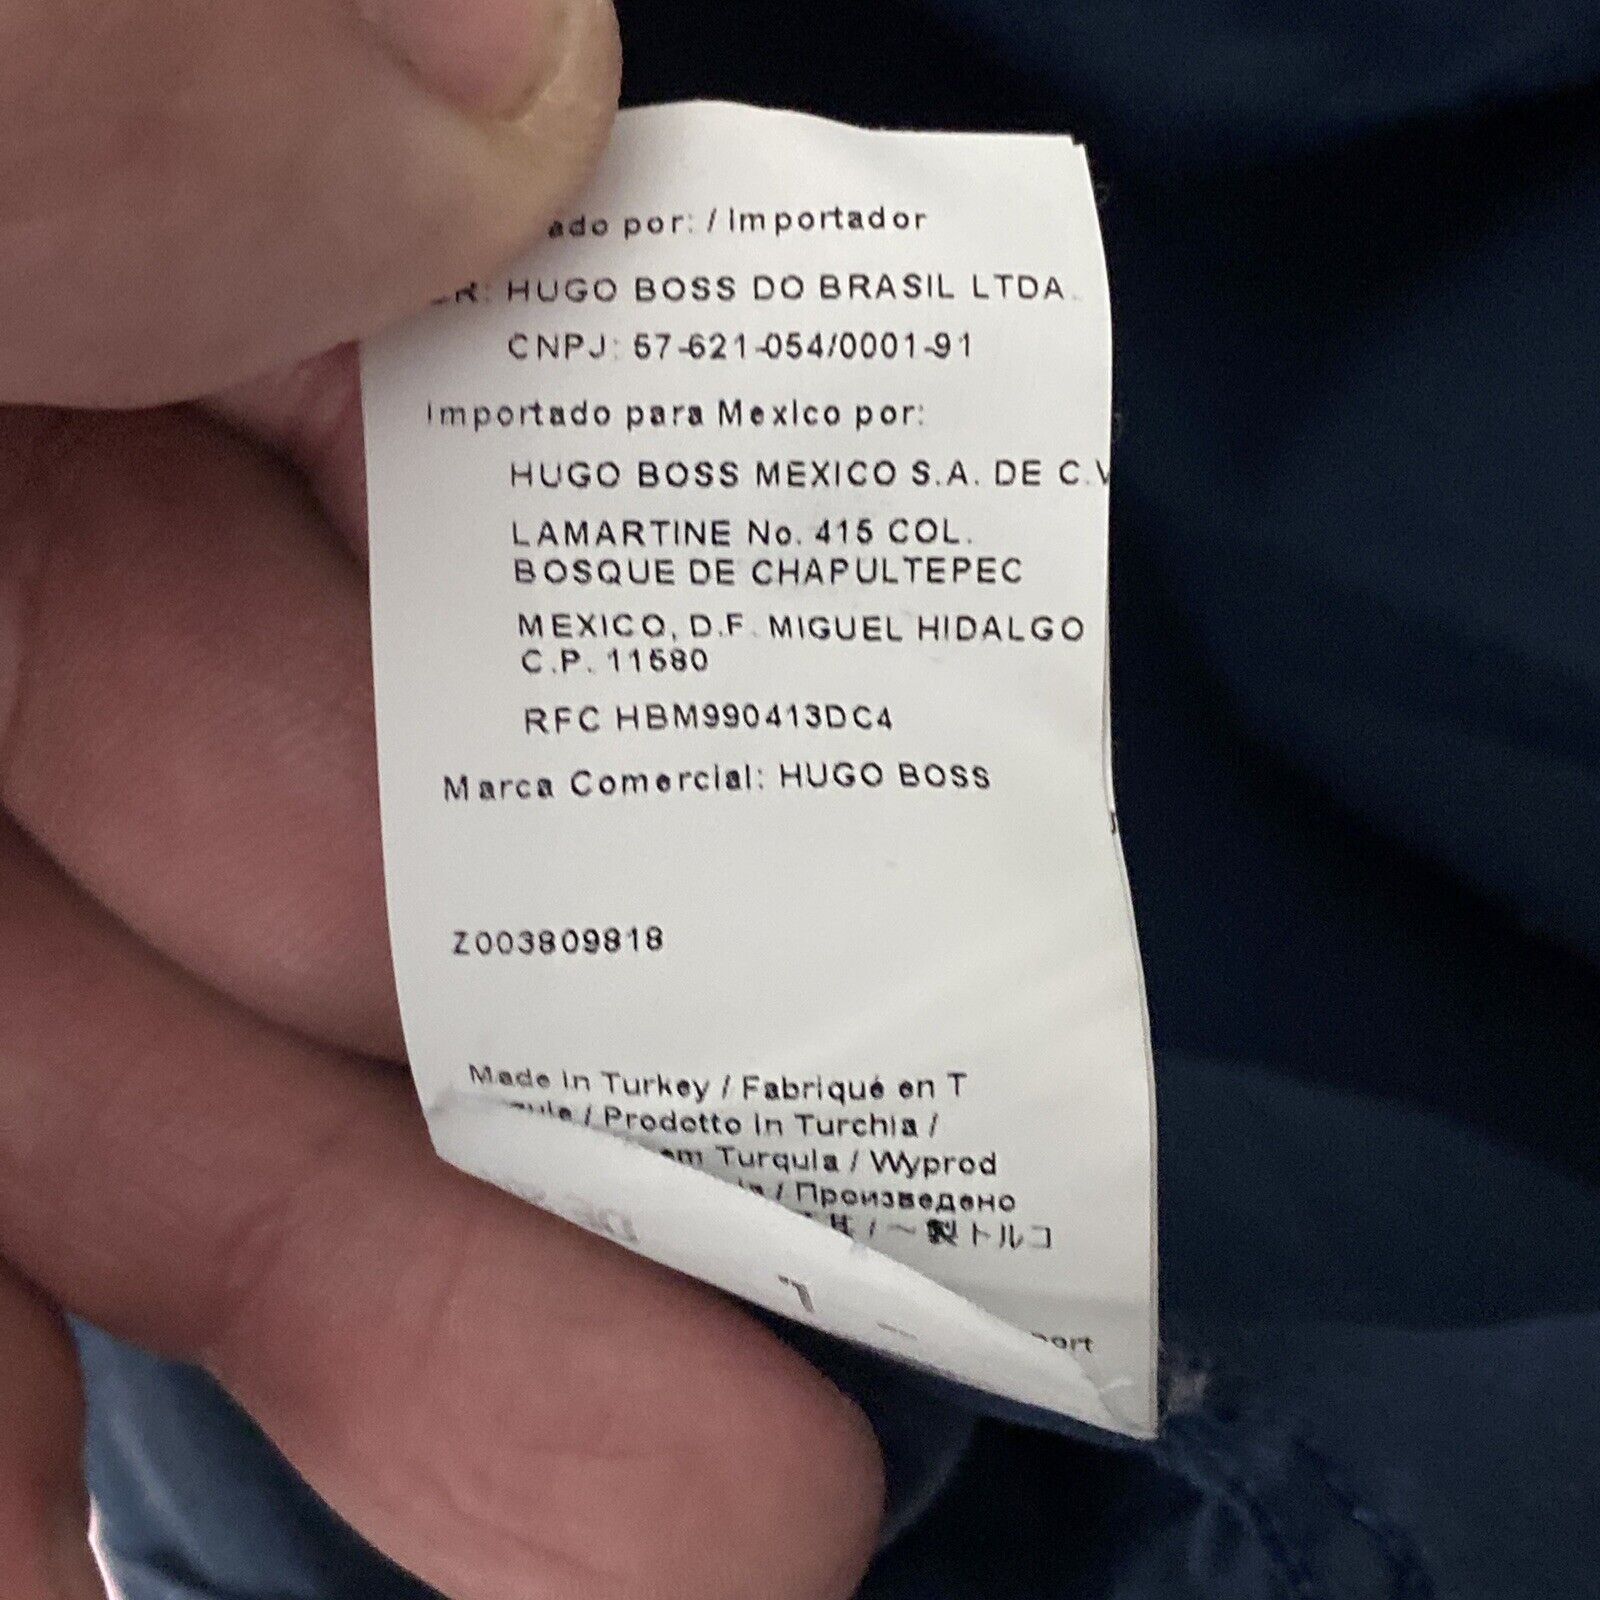 ado por: / Importador
R: HUGO BOSS DO BRASIL LTDA.
CNPJ: 57-621-054/0001-91
Importado para Mexico por:
HUGO BOSS MEXICO S.A. DE C.V
LAMARTINE No. 415 COL.
BOSQUE DE CHAPULTEPEC
MEXICO, D.F. MIGUEL HIDALGO
C.P. 11580
RFC HBM990413DC4
Marca Comercial: HUGO BOSS
Z003809818
Made in Turkey / Fabriqué en T
/ Prodotto in Turchia /
em Turquia / Wyprod
/ Произведено
/ ～製トルコ
port